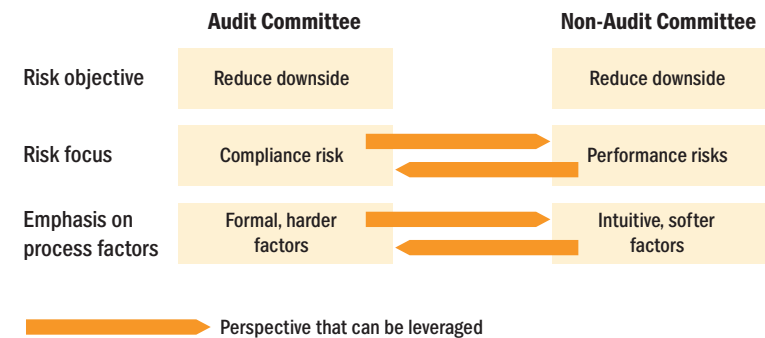 Audit Committee
Non-Audit Committee
Risk objective
Reduce downside
Reduce downside
Risk focus
Compliance risk
Performance risks
Emphasis on
process factors
Formal, harder
factors
Intuitive, softer
factors
Perspective that can be leveraged